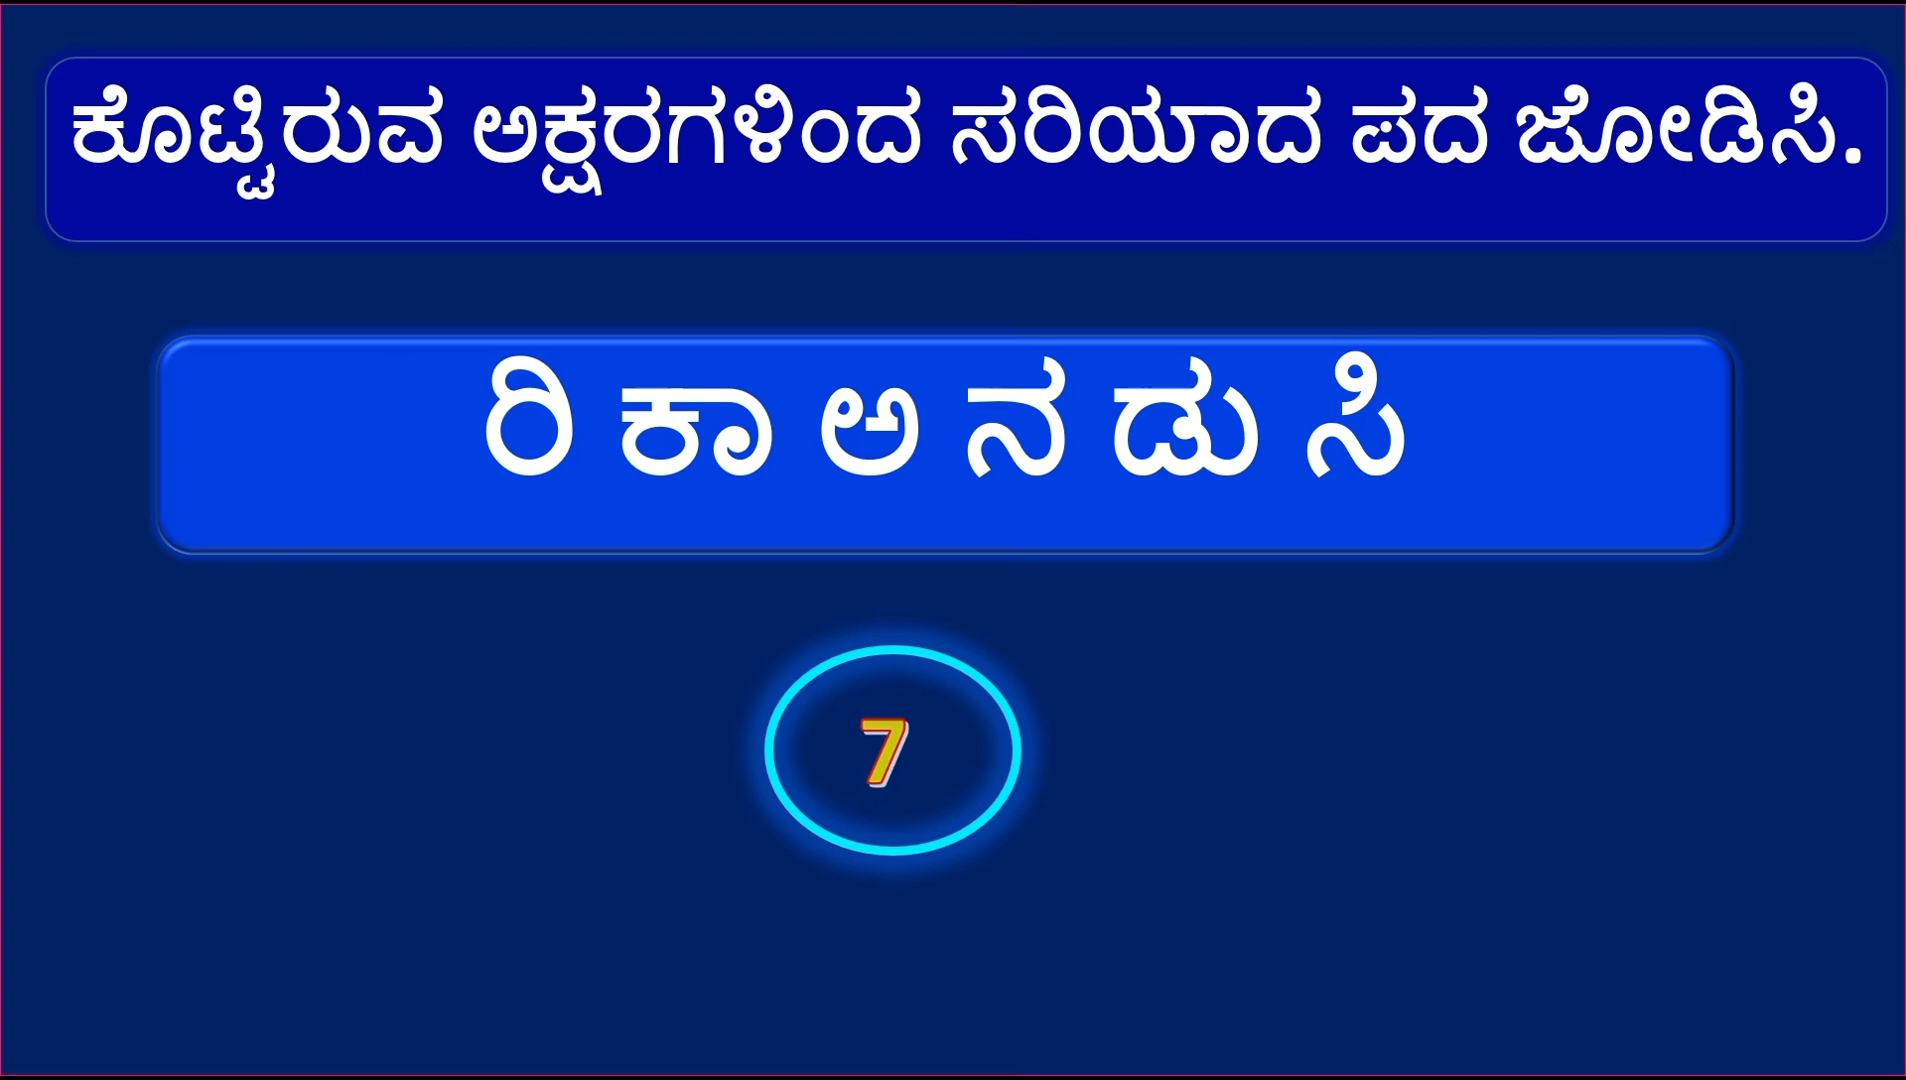 ಕೊಟ್ಟಿರುವ ಅಕ್ಷರಗಳಿಂದ ಸರಿಯಾದ ಪದ ಜೋಡಿಸಿ.
ರಿ ಕಾ ಅ ನ ಡು ಸಿ
7